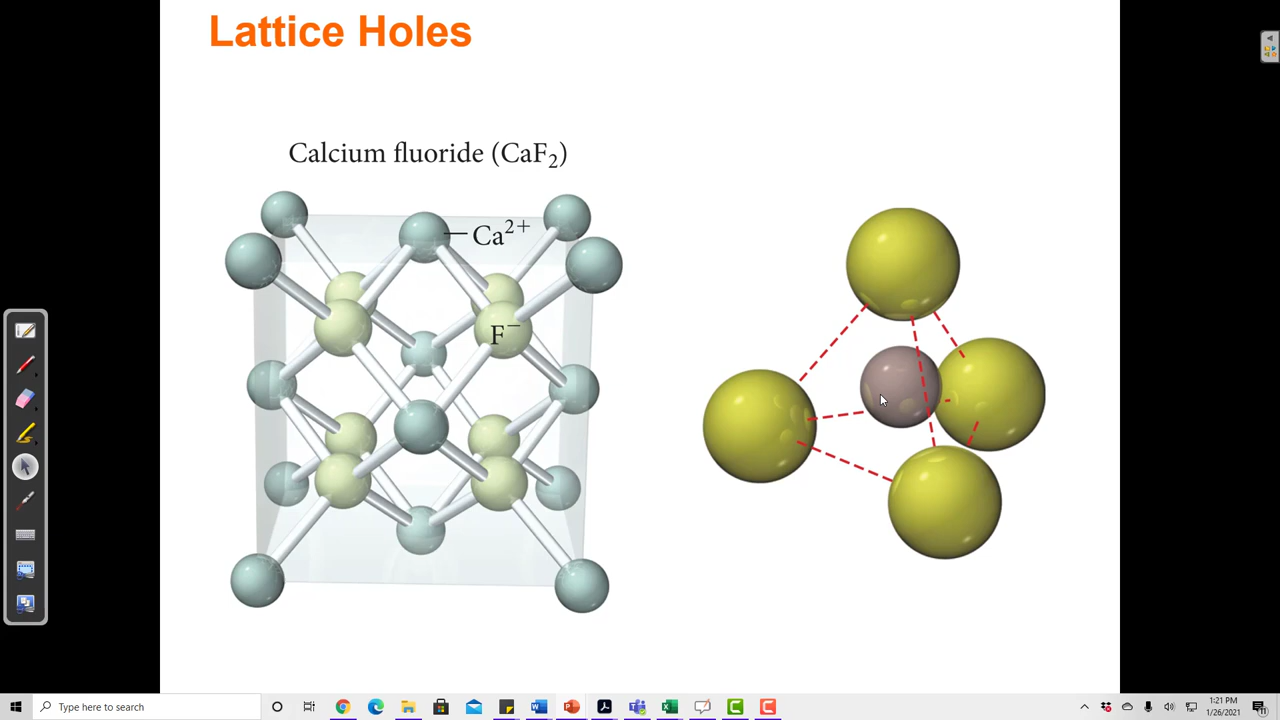 Lattice Holes
Calcium fluoride (CaF₂)
Ca²⁺
F⁻
Type here to search
1:21 PM
1/26/2021